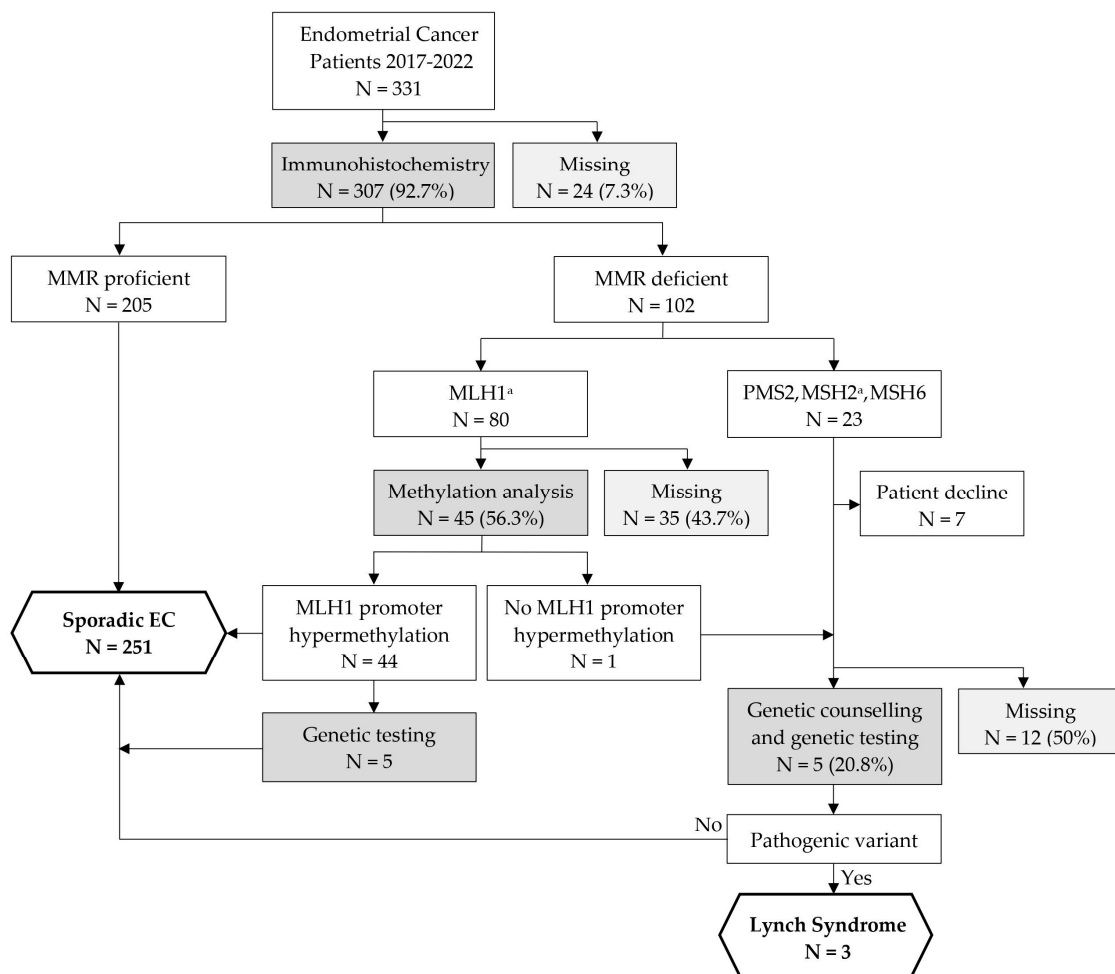 Endometrial Cancer
Patients 2017-2022
N = 331
Immunohistochemistry
N = 307 (92.7%)
Missing
N = 24 (7.3%)
MMR proficient
N = 205
MMR deficient
N = 102
MLH1ᵃ
N = 80
PMS2, MSH2ᵃ, MSH6
N = 23
Methylation analysis
N = 45 (56.3%)
Missing
N = 35 (43.7%)
Patient decline
N = 7
Sporadic EC
N = 251
MLH1 promoter
hypermethylation
N = 44
No MLH1 promoter
hypermethylation
N = 1
Genetic testing
N = 5
Genetic counselling
and genetic testing
N = 5 (20.8%)
Missing
N = 12 (50%)
No
Pathogenic variant
Yes
Lynch Syndrome
N = 3